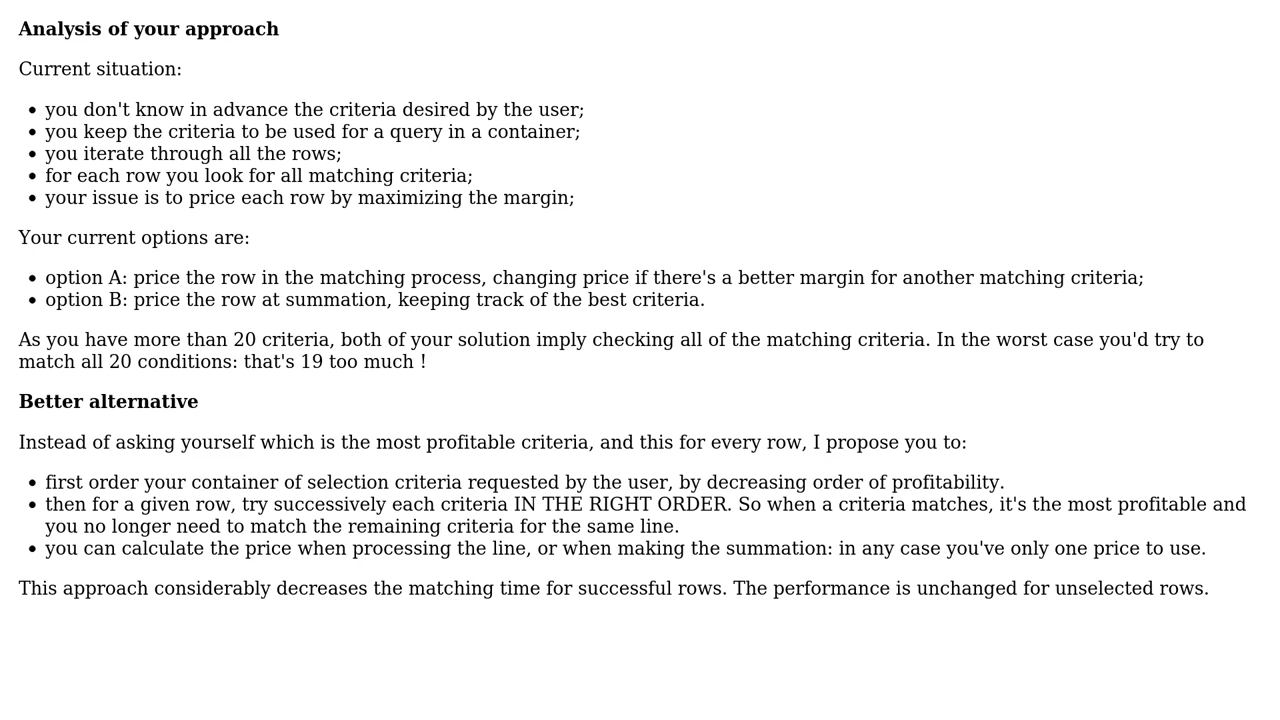 Analysis of your approach
Current situation:
• you don't know in advance the criteria desired by the user;
• you keep the criteria to be used for a query in a container;
• you iterate through all the rows;
• for each row you look for all matching criteria;
• your issue is to price each row by maximizing the margin;
Your current options are:
• option A: price the row in the matching process, changing price if there's a better margin for another matching criteria;
• option B: price the row at summation, keeping track of the best criteria.
As you have more than 20 criteria, both of your solution imply checking all of the matching criteria. In the worst case you'd try to
match all 20 conditions: that's 19 too much !
Better alternative
Instead of asking yourself which is the most profitable criteria, and this for every row, I propose you to:
• first order your container of selection criteria requested by the user, by decreasing order of profitability.
• then for a given row, try successively each criteria IN THE RIGHT ORDER. So when a criteria matches, it's the most profitable and
you no longer need to match the remaining criteria for the same line.
• you can calculate the price when processing the line, or when making the summation: in any case you've only one price to use.
This approach considerably decreases the matching time for successful rows. The performance is unchanged for unselected rows.